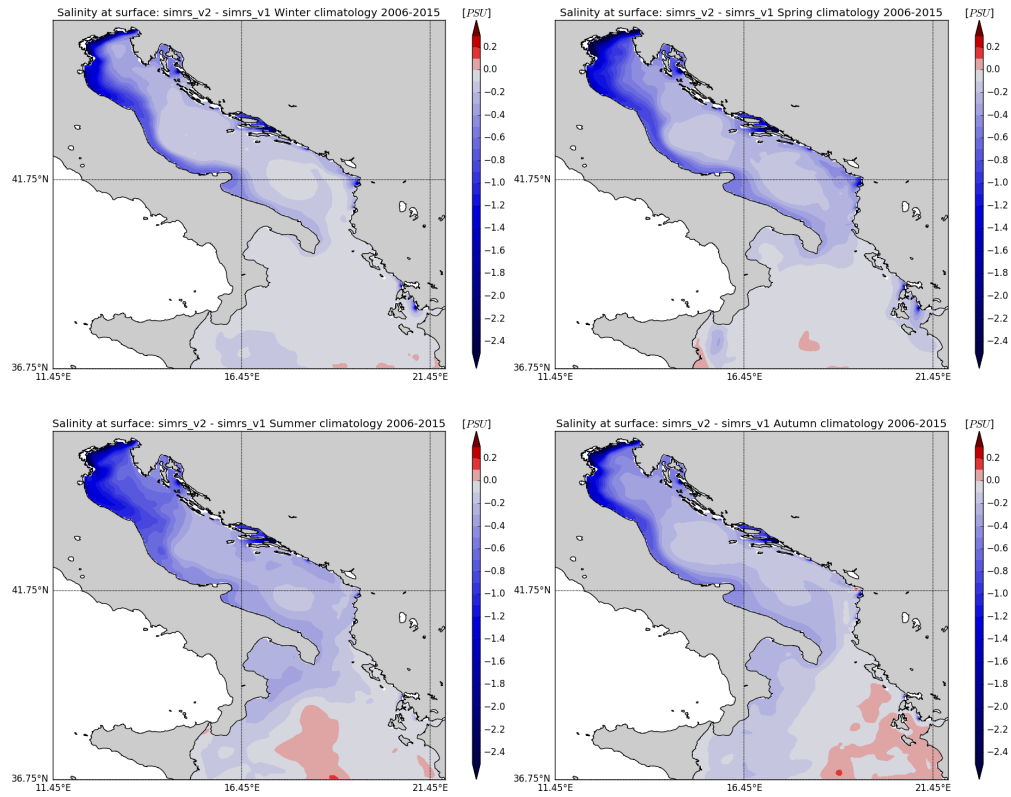 Salinity at surface: simrs_v2 - simrs_v1 Winter climatology 2006-2015
[PSU]
0.2
0.0
−0.2
−0.4
−0.6
−0.8
−1.0
−1.2
−1.4
−1.6
−1.8
−2.0
−2.2
−2.4
41.75°N
36.75°N
11.45°E
16.45°E
21.45°E
Salinity at surface: simrs_v2 - simrs_v1 Spring climatology 2006-2015
[PSU]
0.2
0.0
−0.2
−0.4
−0.6
−0.8
−1.0
−1.2
−1.4
−1.6
−1.8
−2.0
−2.2
−2.4
41.75°N
36.75°N
11.45°E
16.45°E
21.45°E
Salinity at surface: simrs_v2 - simrs_v1 Summer climatology 2006-2015
[PSU]
0.2
0.0
−0.2
−0.4
−0.6
−0.8
−1.0
−1.2
−1.4
−1.6
−1.8
−2.0
−2.2
−2.4
41.75°N
36.75°N
11.45°E
16.45°E
21.45°E
Salinity at surface: simrs_v2 - simrs_v1 Autumn climatology 2006-2015
[PSU]
0.2
0.0
−0.2
−0.4
−0.6
−0.8
−1.0
−1.2
−1.4
−1.6
−1.8
−2.0
−2.2
−2.4
41.75°N
36.75°N
11.45°E
16.45°E
21.45°E